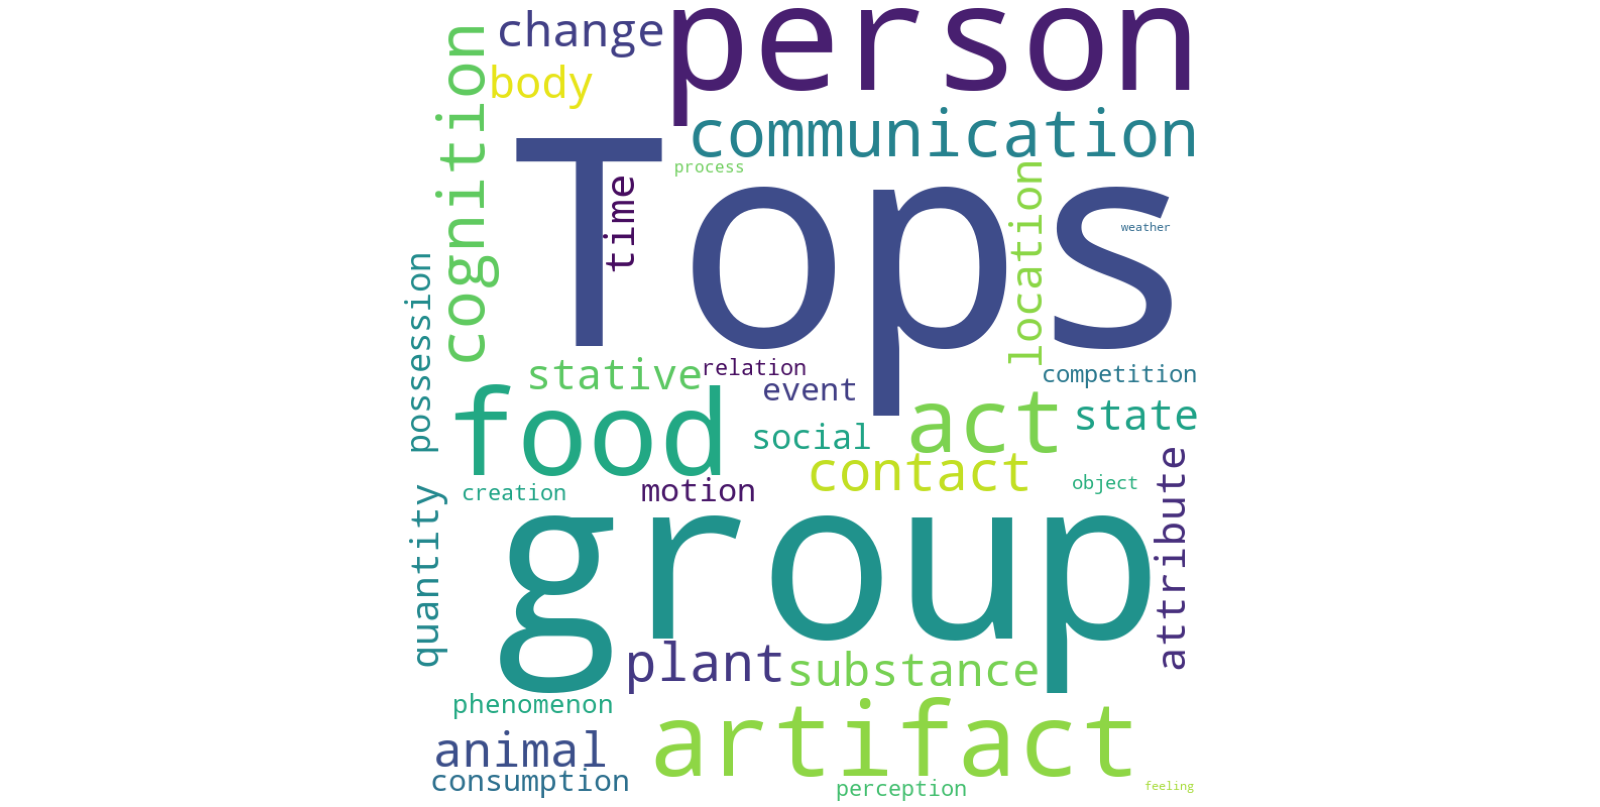 person
change
body
cognition
communication
process
Tops
time
location
weather
possession
stative
relation
event
competition
food
act
state
social
contact
creation
motion
object
attribute
quantity
group
plant
substance
phenomenon
artifact
animal
consumption
perception
feeling